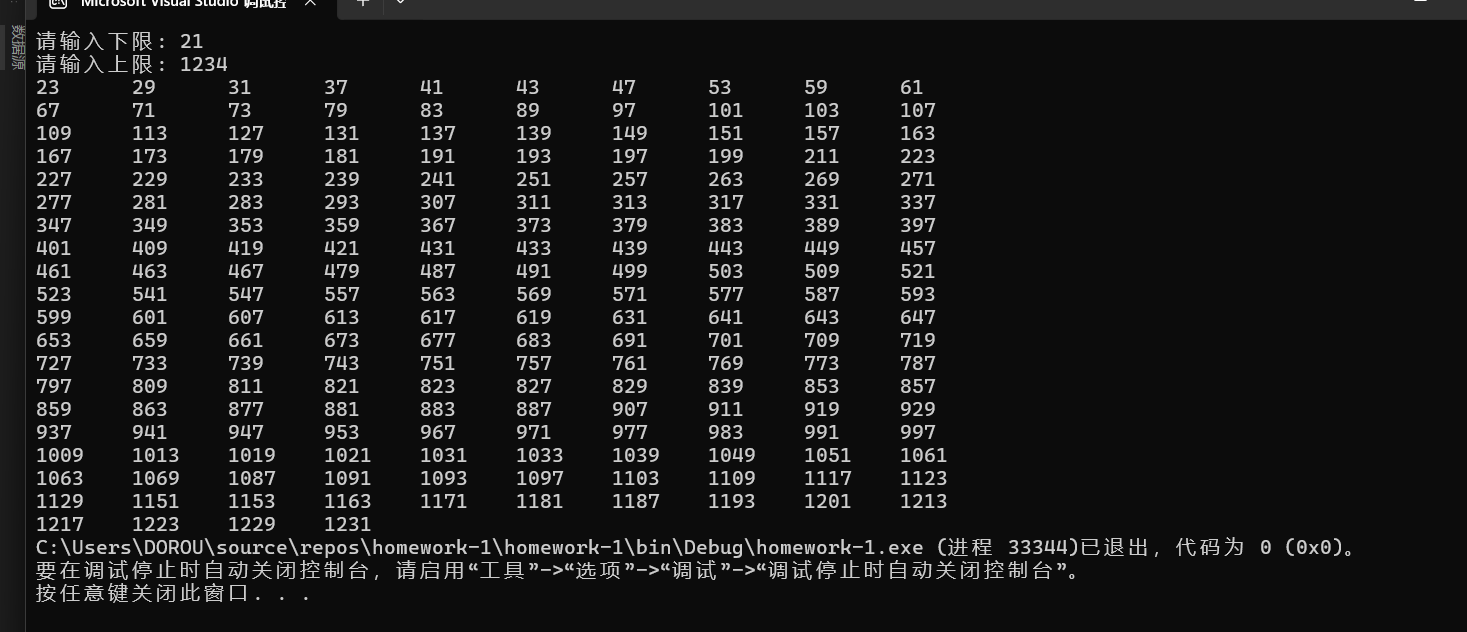 Microsoft Visual Studio 调试控
数据源
请输入下限: 21
请输入上限: 1234
23 29 31 37 41 43 47 53 59 61
67 71 73 79 83 89 97 101 103 107
109 113 127 131 137 139 149 151 157 163
167 173 179 181 191 193 197 199 211 223
227 229 233 239 241 251 257 263 269 271
277 281 283 293 307 311 313 317 331 337
347 349 353 359 367 373 379 383 389 397
401 409 419 421 431 433 439 443 449 457
461 463 467 479 487 491 499 503 509 521
523 541 547 557 563 569 571 577 587 593
599 601 607 613 617 619 631 641 643 647
653 659 661 673 677 683 691 701 709 719
727 733 739 743 751 757 761 769 773 787
797 809 811 821 823 827 829 839 853 857
859 863 877 881 883 887 907 911 919 929
937 941 947 953 967 971 977 983 991 997
1009 1013 1019 1021 1031 1033 1039 1049 1051 1061
1063 1069 1087 1091 1093 1097 1103 1109 1117 1123
1129 1151 1153 1163 1171 1181 1187 1193 1201 1213
1217 1223 1229 1231
C:\Users\DOROU\source\repos\homework-1\homework-1\bin\Debug\homework-1.exe (进程 33344)已退出，代码为 0 (0x0)。
要在调试停止时自动关闭控制台，请启用“工具”->“选项”->“调试”->“调试停止时自动关闭控制台”。
按任意键关闭此窗口. . .